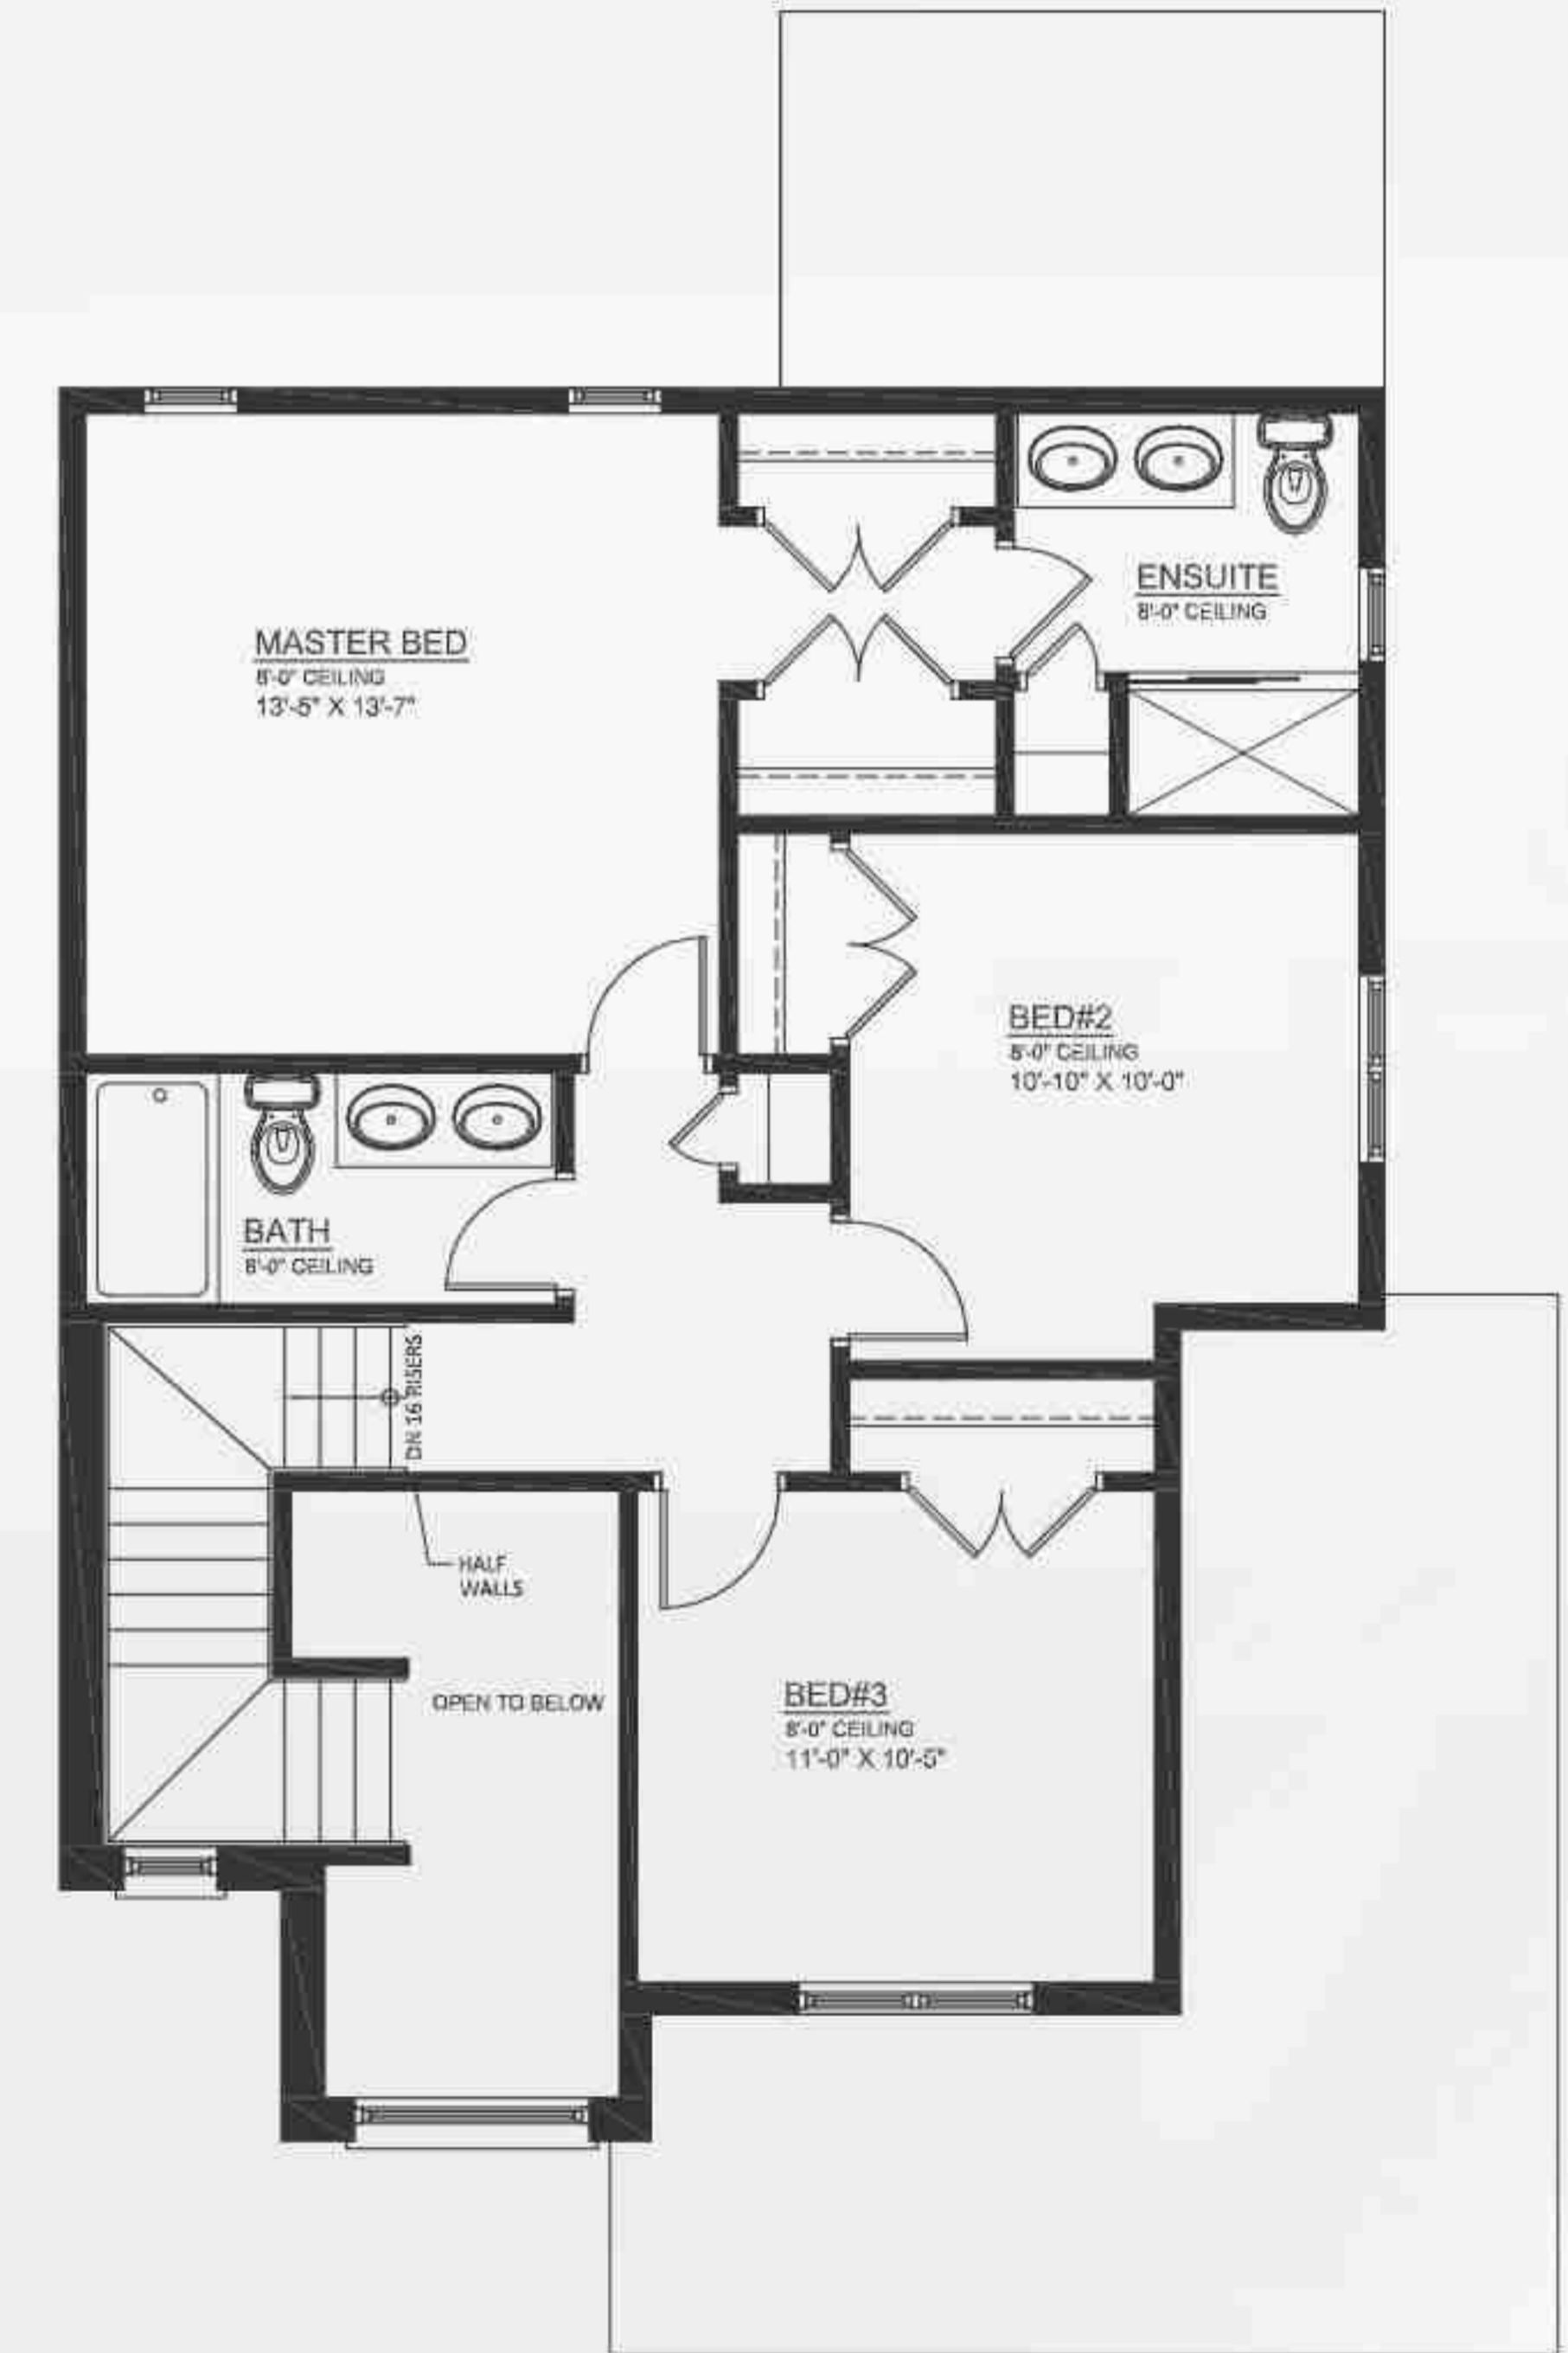 ENSUITE
8'-0" CEILING
MASTER BED
8'-0" CEILING
13'-5" X 13'-7"
BED#2
8'-0" CEILING
10'-10" X 10'-0"
BATH
8'-0" CEILING
DN 16 RISERS
HALF
WALLS
OPEN TO BELOW
BED#3
8'-0" CEILING
11'-0" X 10'-5"